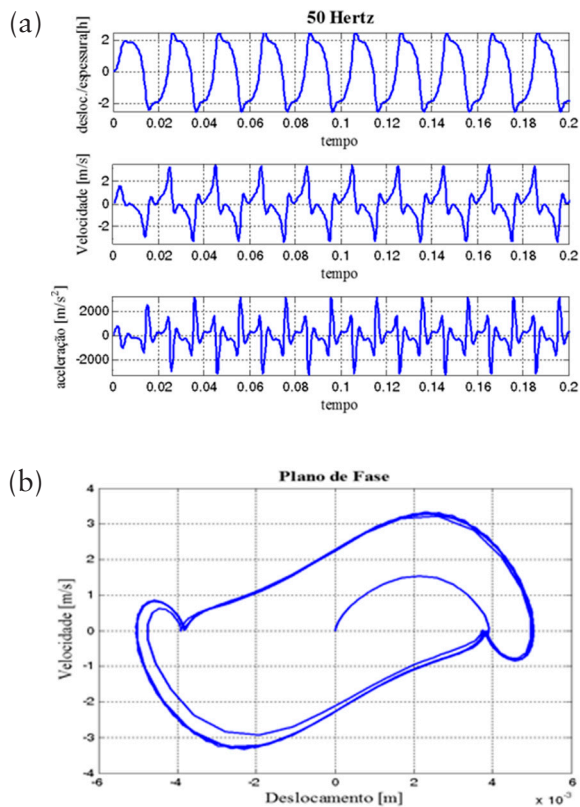 (a)
50 Hertz
desloc./espessura[h]
2
0
-2
0 0.02 0.04 0.06 0.08 0.1 0.12 0.14 0.16 0.18 0.2
tempo
Velocidade [m/s]
2
0
-2
0 0.02 0.04 0.06 0.08 0.1 0.12 0.14 0.16 0.18 0.2
tempo
aceleração [m/s²]
2000
0
-2000
0 0.02 0.04 0.06 0.08 0.1 0.12 0.14 0.16 0.18 0.2
tempo
(b)
Plano de Fase
Velocidade [m/s]
4
3
2
1
0
-1
-2
-3
-4
-6 -4 -2 0 2 4 6
Deslocamento [m]
x 10⁻³